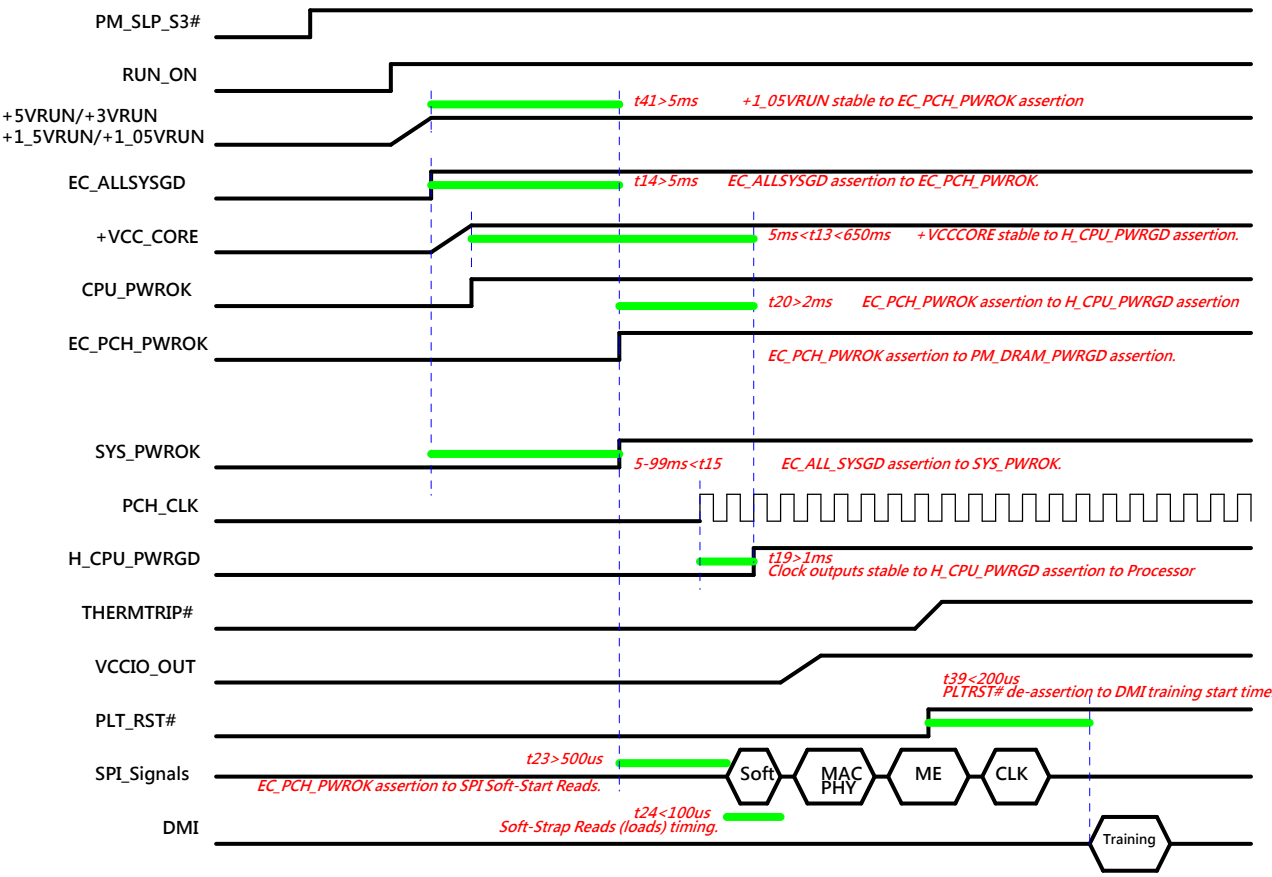 PM_SLP_S3#
RUN_ON
t41>5ms +1_05VRUN stable to EC_PCH_PWROK assertion
+5VRUN/+3VRUN
+1_5VRUN/+1_05VRUN
EC_ALLSYSGD
t14>5ms EC_ALLSYSGD assertion to EC_PCH_PWROK.
+VCC_CORE
5ms<t13<650ms +VCCCORE stable to H_CPU_PWRGD assertion.
CPU_PWROK
t20>2ms EC_PCH_PWROK assertion to H_CPU_PWRGD assertion
EC_PCH_PWROK
EC_PCH_PWROK assertion to PM_DRAM_PWRGD assertion.
SYS_PWROK
5-99ms<t15 EC_ALL_SYSGD assertion to SYS_PWROK.
PCH_CLK
H_CPU_PWRGD
t19>1ms
Clock outputs stable to H_CPU_PWRGD assertion to Processor
THERMTRIP#
VCCIO_OUT
t39<200us
PLTRST# de-assertion to DMI training start time
PLT_RST#
t23>500us
SPI_Signals
Soft
MAC
PHY
ME
CLK
EC_PCH_PWROK assertion to SPI Soft-Start Reads.
t24<100us
Soft-Strap Reads (loads) timing.
DMI
Training